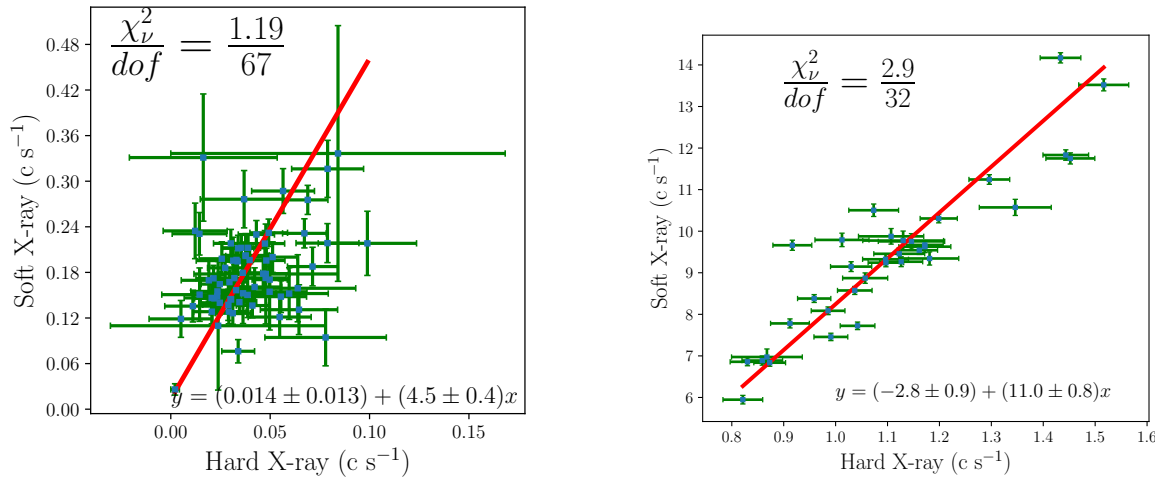 χ²_ν / dof = 1.19 / 67
0.48
0.42
0.36
0.30
0.24
0.18
0.12
0.06
0.00
Soft X-ray (c s⁻¹)
y = (0.014 ± 0.013) + (4.5 ± 0.4)x
0.00 0.05 0.10 0.15
Hard X-ray (c s⁻¹)
χ²_ν / dof = 2.9 / 32
14
13
12
11
10
9
8
7
6
Soft X-ray (c s⁻¹)
y = (−2.8 ± 0.9) + (11.0 ± 0.8)x
0.8 0.9 1.0 1.1 1.2 1.3 1.4 1.5 1.6
Hard X-ray (c s⁻¹)